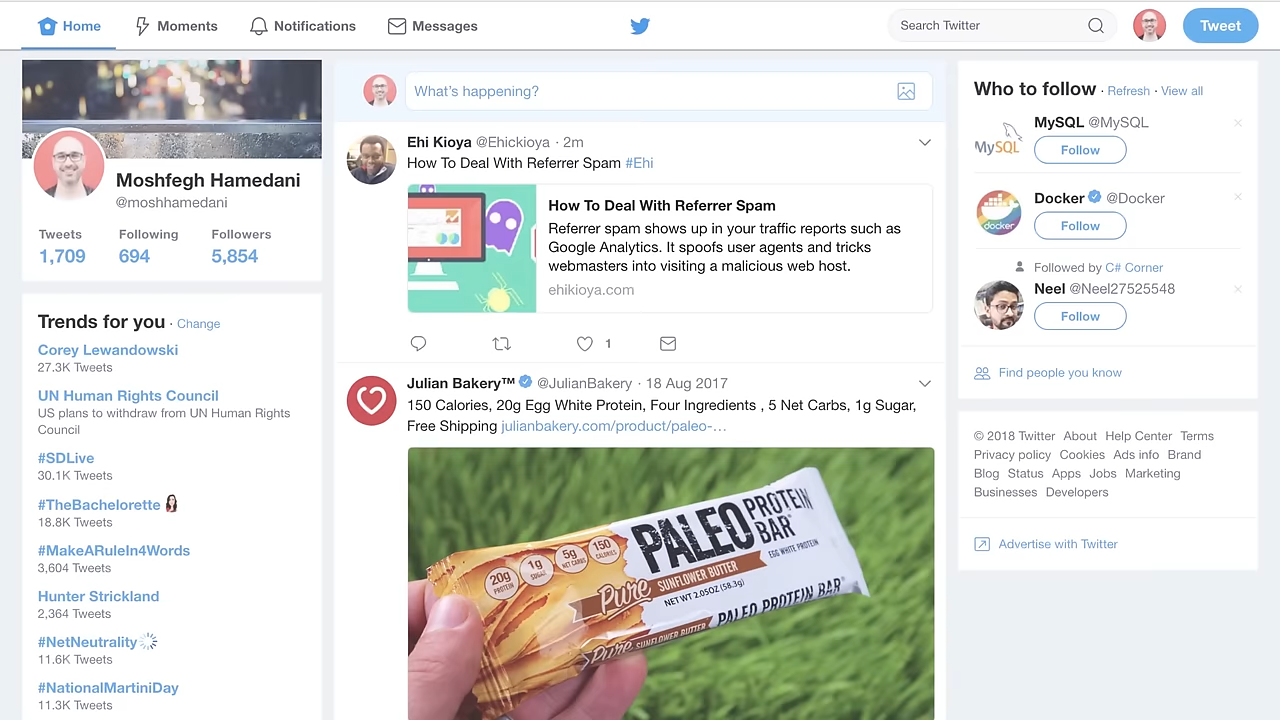 Home
Moments
Notifications
Messages
Search Twitter
Tweet
Moshfegh Hamedani
@moshhamedani
Tweets Following Followers
1,709 694 5,854
Trends for you · Change
Corey Lewandowski
27.3K Tweets
UN Human Rights Council
US plans to withdraw from UN Human Rights
Council
#SDLive
30.1K Tweets
#TheBachelorette
18.8K Tweets
#MakeARuleIn4Words
3,604 Tweets
Hunter Strickland
2,364 Tweets
#NetNeutrality
11.6K Tweets
#NationalMartiniDay
11.3K Tweets
What's happening?
Ehi Kioya @Ehickioya · 2m
How To Deal With Referrer Spam #Ehi
How To Deal With Referrer Spam
Referrer spam shows up in your traffic reports such as
Google Analytics. It spoofs user agents and tricks
webmasters into visiting a malicious web host.
ehikioya.com
1
Julian Bakery™ @JulianBakery · 18 Aug 2017
150 Calories, 20g Egg White Protein, Four Ingredients , 5 Net Carbs, 1g Sugar,
Free Shipping julianbakery.com/product/paleo-…
PALEO PROTEIN
BAR™
EGG WHITE PROTEIN
20g PROTEIN
1g SUGAR
5g NET CARBS
150 CALORIES
Pure SUNFLOWER BUTTER
NET WT 2.05OZ (58.3g)
PALEO PROTEIN BAR™
Pure SUNFLOWER BUTTER
Who to follow · Refresh · View all
MySQL
MySQL @MySQL
Follow
docker
Docker @Docker
Follow
Followed by C# Corner
Neel @Neel27525548
Follow
Find people you know
© 2018 Twitter About Help Center Terms
Privacy policy Cookies Ads info Brand
Blog Status Apps Jobs Marketing
Businesses Developers
Advertise with Twitter